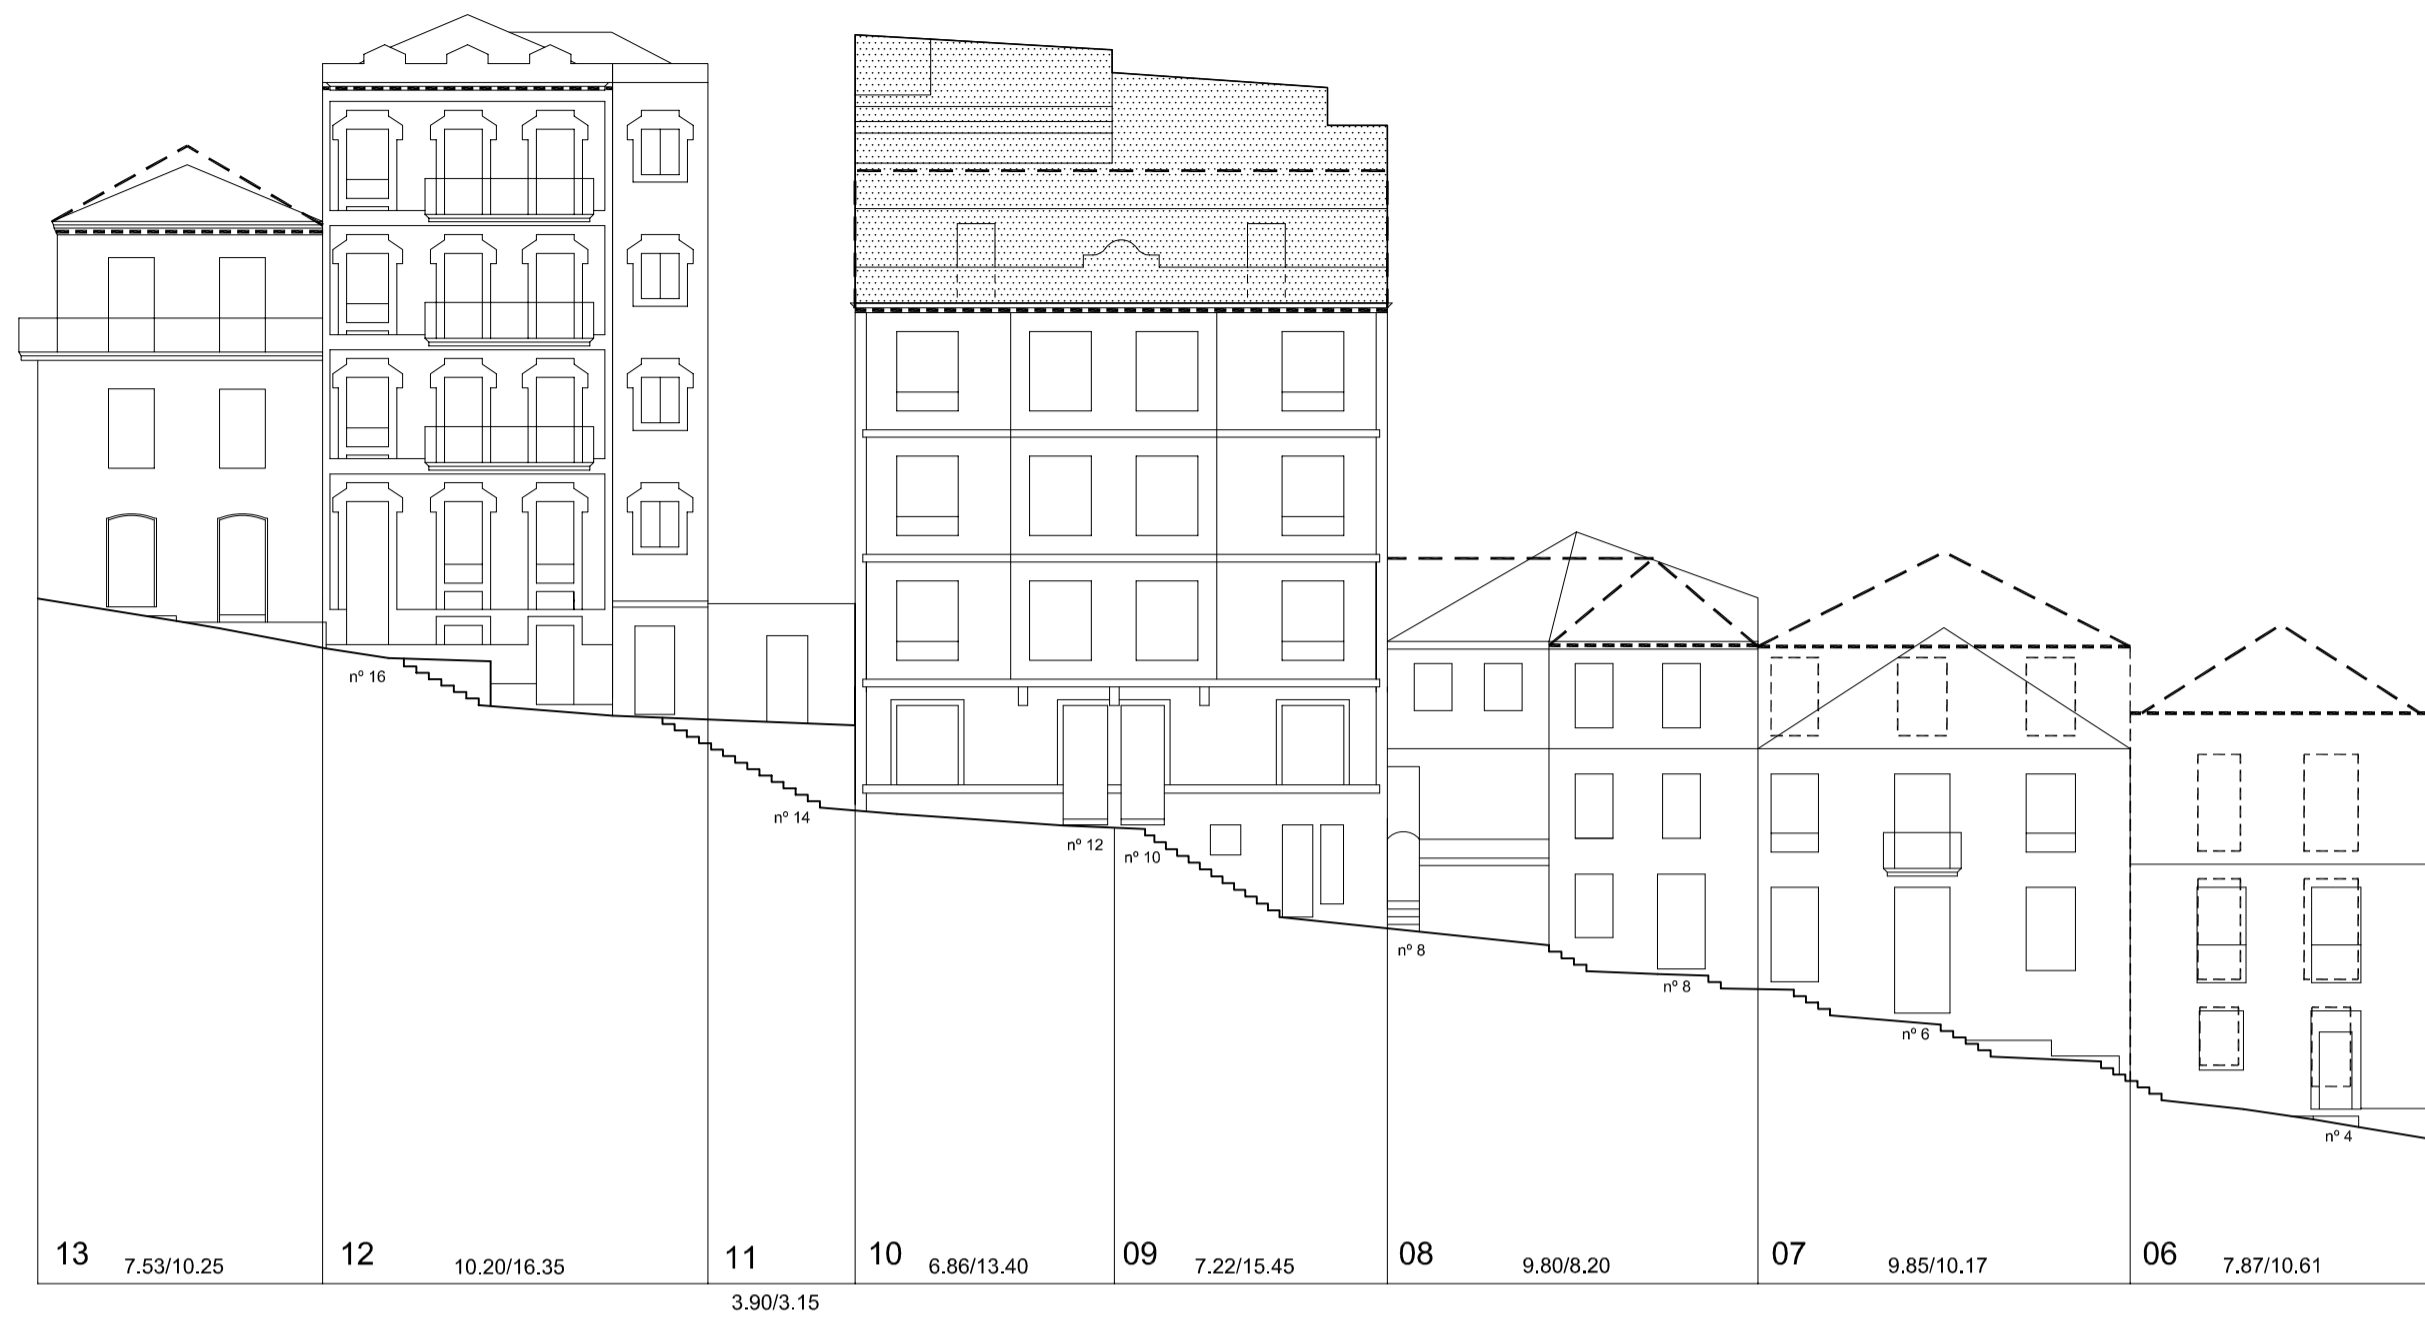 nº 16
nº 14
nº 12
nº 10
nº 8
nº 8
nº 6
nº 4
13 7.53/10.25
12 10.20/16.35
11 3.90/3.15
10 6.86/13.40
09 7.22/15.45
08 9.80/8.20
07 9.85/10.17
06 7.87/10.61